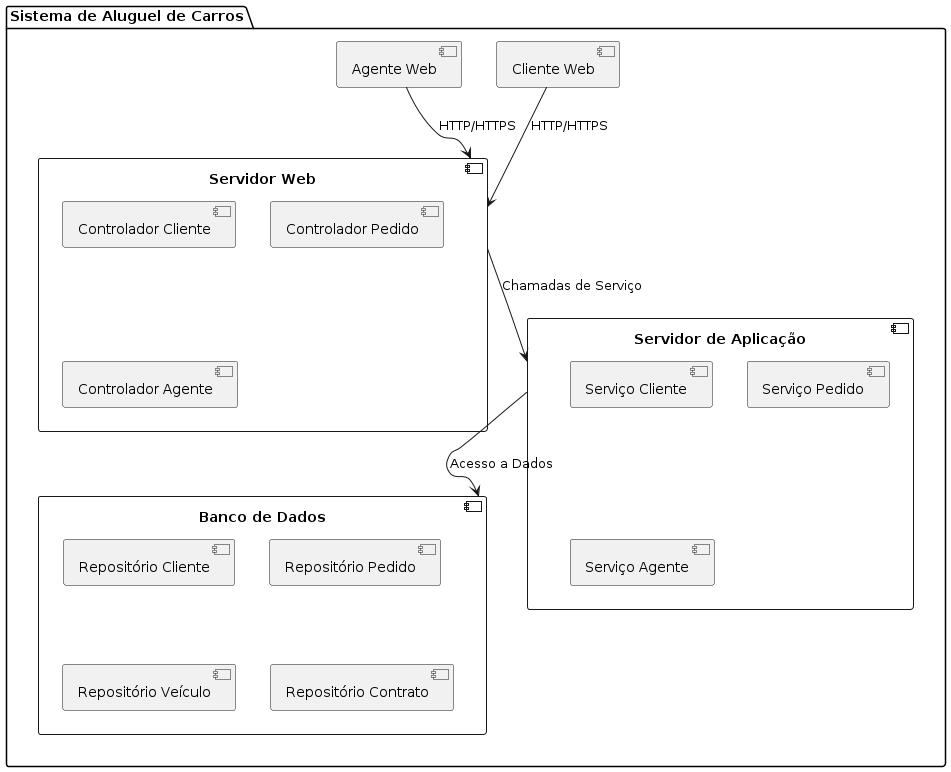 Sistema de Aluguel de Carros
Agente Web
Cliente Web
HTTP/HTTPS
HTTP/HTTPS
Servidor Web
Controlador Cliente
Controlador Pedido
Chamadas de Serviço
Controlador Agente
Servidor de Aplicação
Serviço Cliente
Serviço Pedido
Acesso a Dados
Serviço Agente
Banco de Dados
Repositório Cliente
Repositório Pedido
Repositório Veículo
Repositório Contrato